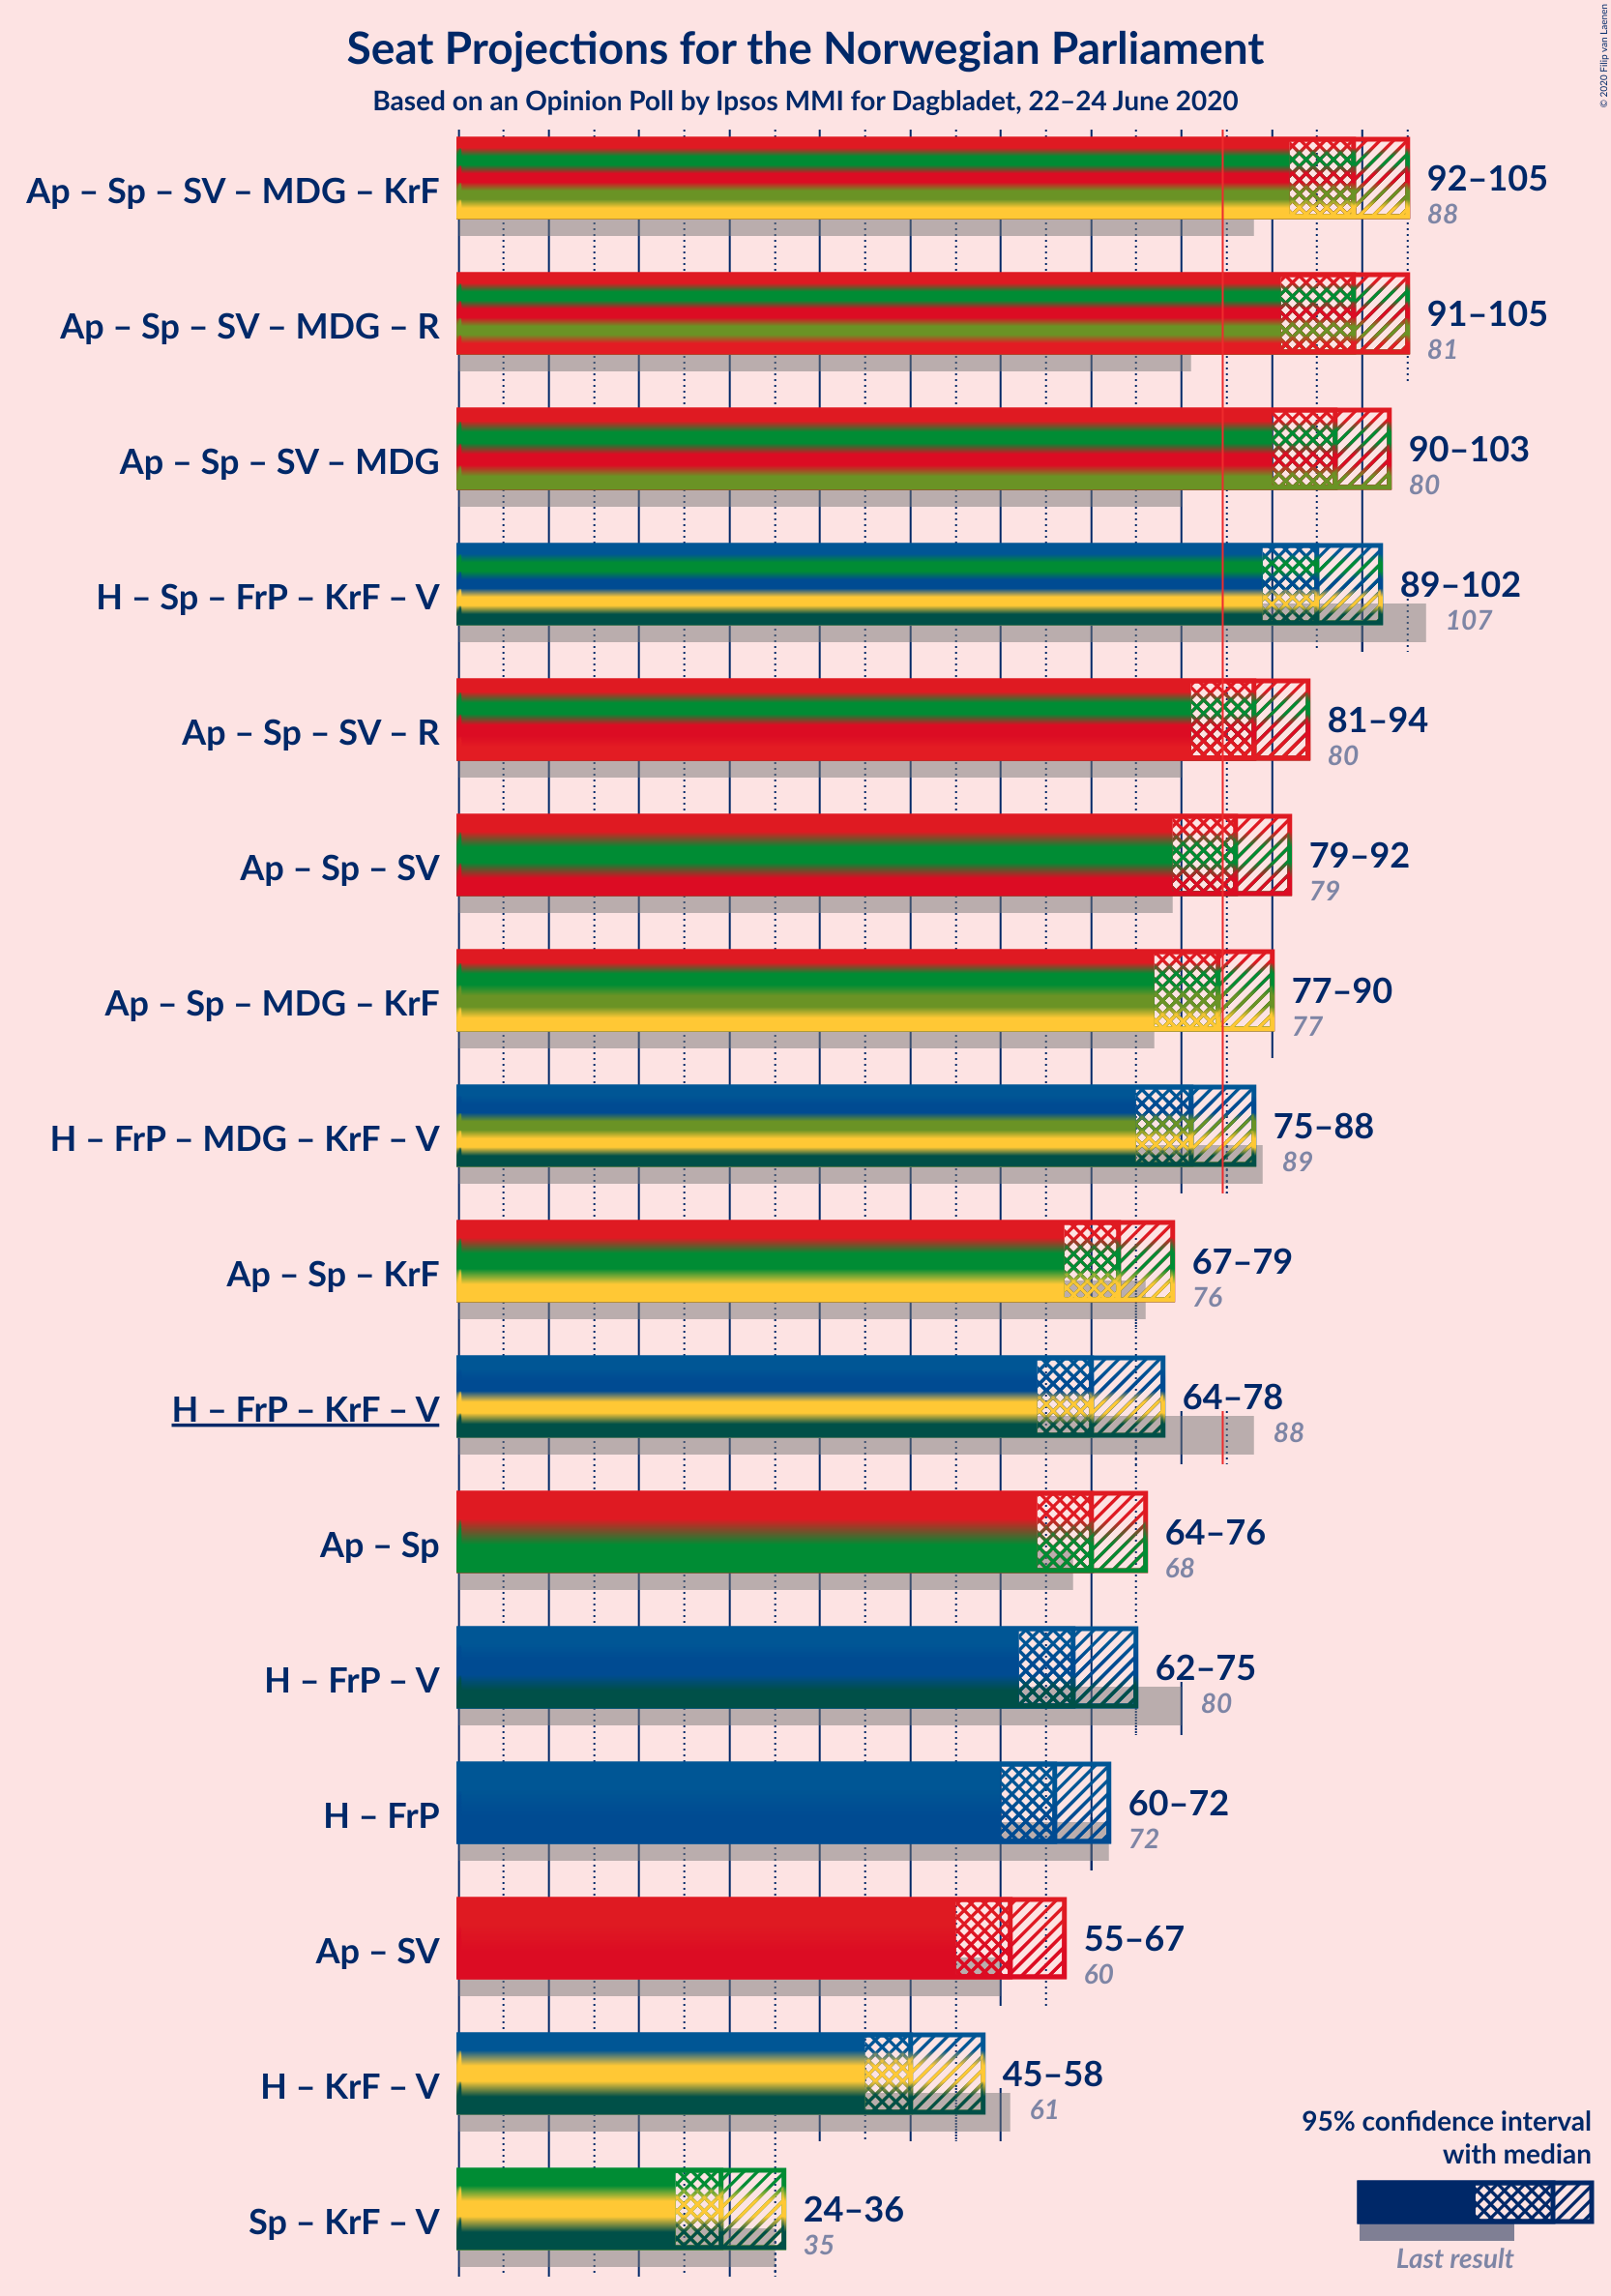 © 2020 Filip van Laenen
Seat Projections for the Norwegian Parliament
Based on an Opinion Poll by Ipsos MMI for Dagbladet, 22–24 June 2020
Ap – Sp – SV – MDG – KrF
92–105
88
Ap – Sp – SV – MDG – R
91–105
81
Ap – Sp – SV – MDG
90–103
80
H – Sp – FrP – KrF – V
89–102
107
Ap – Sp – SV – R
81–94
80
Ap – Sp – SV
79–92
79
Ap – Sp – MDG – KrF
77–90
77
H – FrP – MDG – KrF – V
75–88
89
Ap – Sp – KrF
67–79
76
H – FrP – KrF – V
64–78
88
Ap – Sp
64–76
68
H – FrP – V
62–75
80
H – FrP
60–72
72
Ap – SV
55–67
60
H – KrF – V
45–58
61
Sp – KrF – V
24–36
35
95% confidence interval
with median
Last result